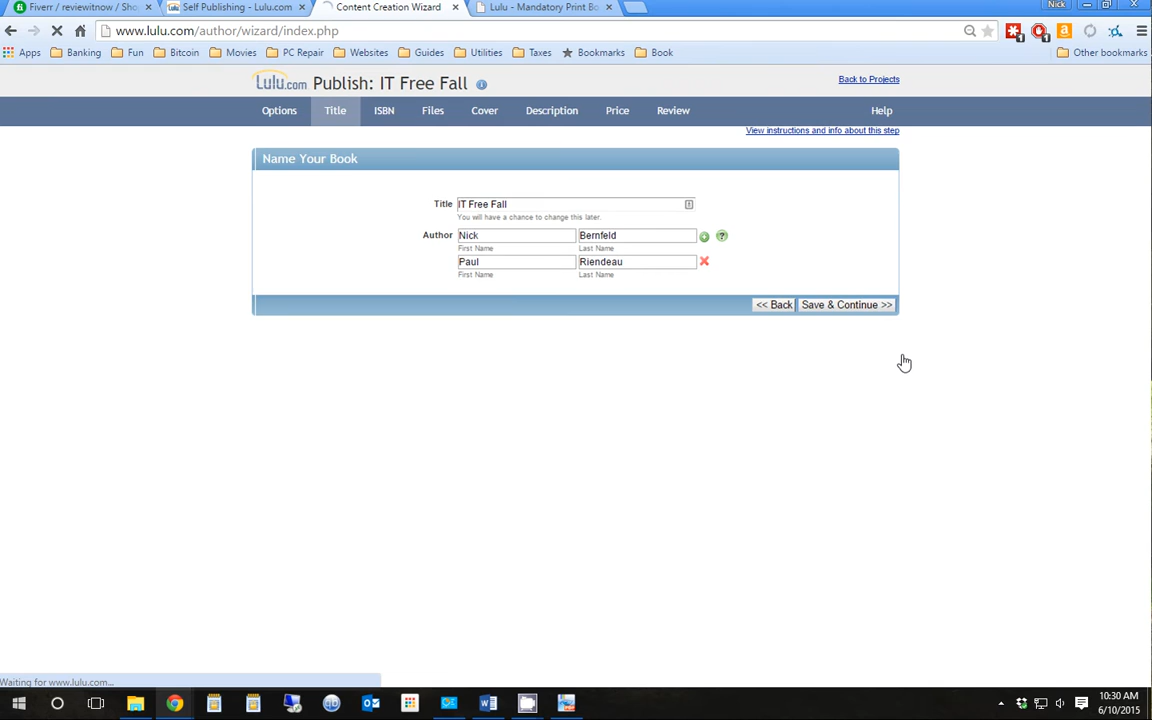 Fiverr / reviewitnow / Sho
Self Publishing - Lulu.com
Content Creation Wizard
Lulu - Mandatory Print Bo
Nick
www.lulu.com/author/wizard/index.php
Apps Banking Fun Bitcoin Movies PC Repair Websites Guides Utilities Taxes Bookmarks Book Other bookmarks
Lulu.com Publish: IT Free Fall
Back to Projects
Options Title ISBN Files Cover Description Price Review Help
View instructions and info about this step
Name Your Book
Title IT Free Fall
You will have a chance to change this later.
Author Nick Bernfeld
First Name Last Name
Paul Riendeau
First Name Last Name
<< Back Save & Continue >>
Waiting for www.lulu.com...
10:30 AM
6/10/2015